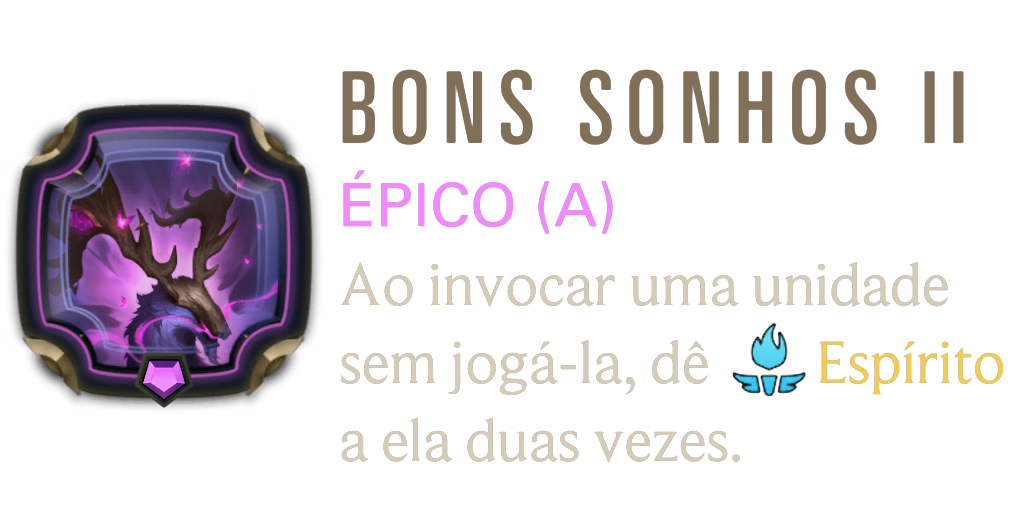 BONS SONHOS II
ÉPICO (A)
Ao invocar uma unidade
sem jogá-la, dê Espírito
a ela duas vezes.